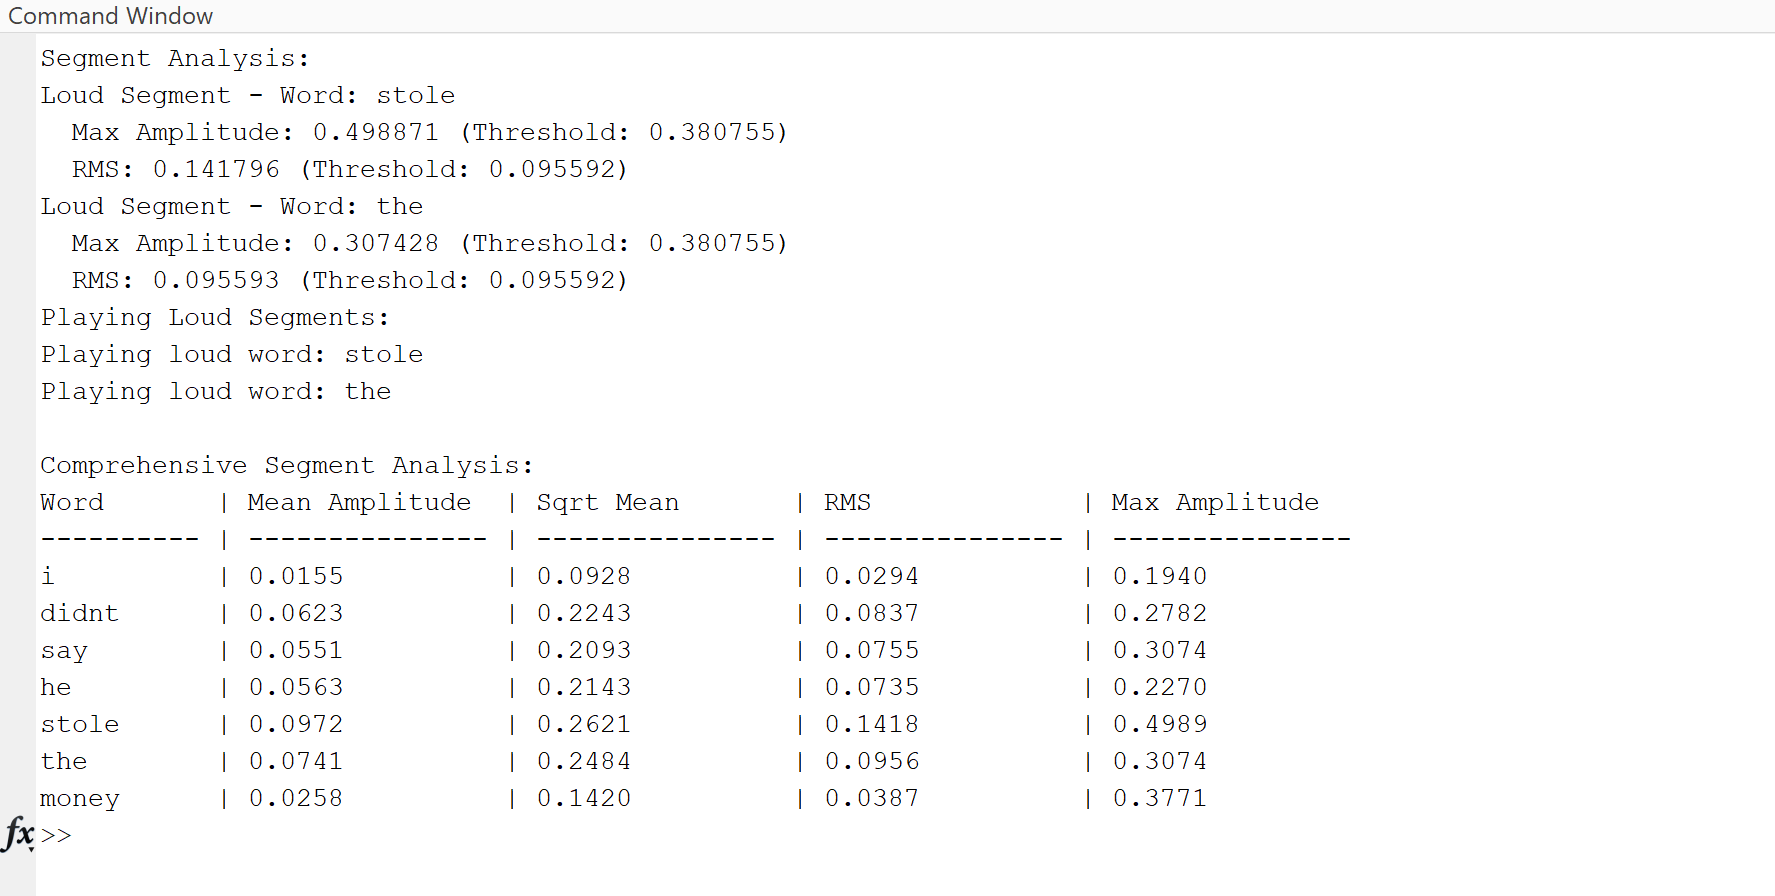 Command Window
Segment Analysis:
Loud Segment - Word: stole
  Max Amplitude: 0.498871 (Threshold: 0.380755)
  RMS: 0.141796 (Threshold: 0.095592)
Loud Segment - Word: the
  Max Amplitude: 0.307428 (Threshold: 0.380755)
  RMS: 0.095593 (Threshold: 0.095592)
Playing Loud Segments:
Playing loud word: stole
Playing loud word: the

Comprehensive Segment Analysis:
Word       | Mean Amplitude  | Sqrt Mean       | RMS             | Max Amplitude
---------- | --------------- | --------------- | --------------- | ---------------
i          | 0.0155          | 0.0928          | 0.0294          | 0.1940
didnt      | 0.0623          | 0.2243          | 0.0837          | 0.2782
say        | 0.0551          | 0.2093          | 0.0755          | 0.3074
he         | 0.0563          | 0.2143          | 0.0735          | 0.2270
stole      | 0.0972          | 0.2621          | 0.1418          | 0.4989
the        | 0.0741          | 0.2484          | 0.0956          | 0.3074
money      | 0.0258          | 0.1420          | 0.0387          | 0.3771
fx >>